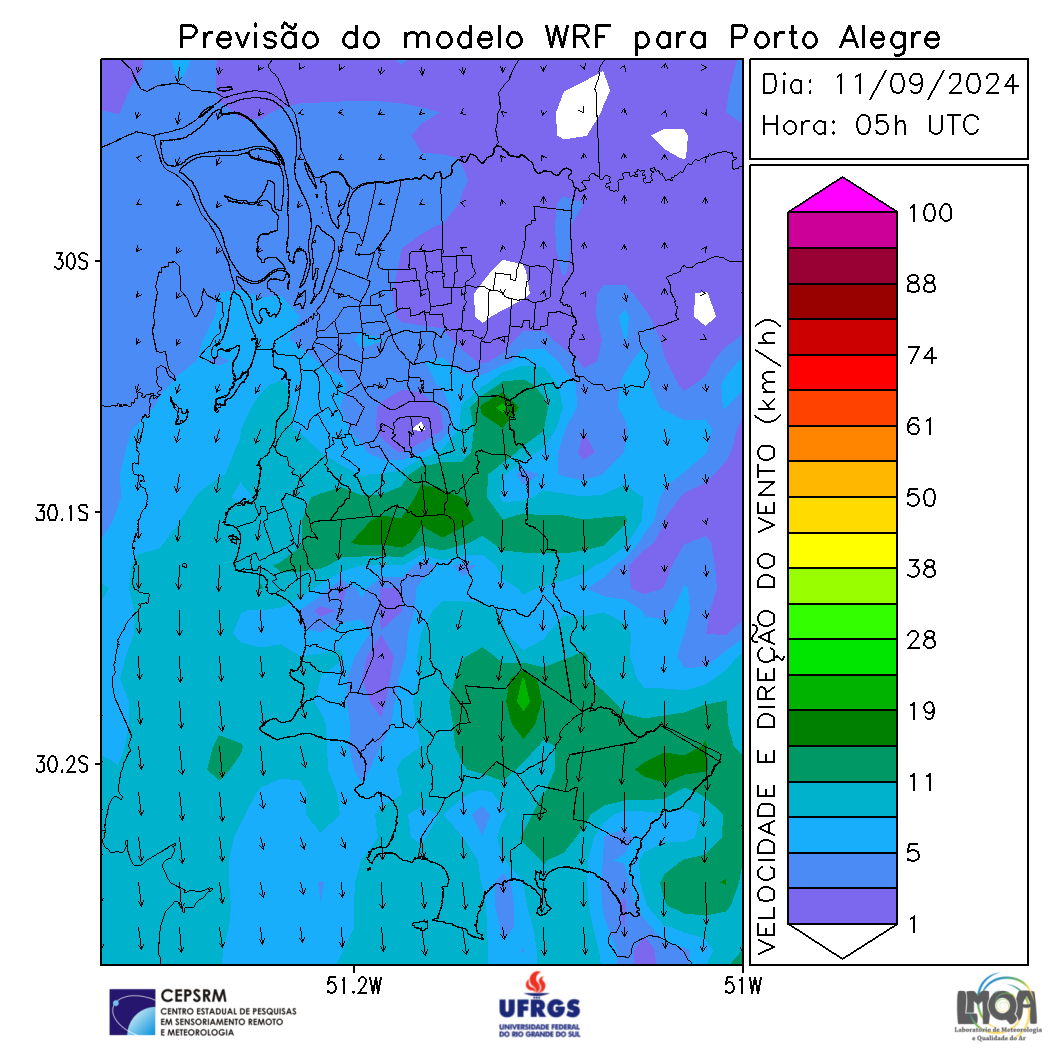 Previsão do modelo WRF para Porto Alegre
Dia: 11/09/2024
Hora: 05h UTC
30S
30.1S
30.2S
51.2W
51W
VELOCIDADE E DIREÇÃO DO VENTO (km/h)
100
88
74
61
50
38
28
19
11
5
1
CEPSRM
CENTRO ESTADUAL DE PESQUISAS
EM SENSORIAMENTO REMOTO
E METEOROLOGIA
UFRGS
UNIVERSIDADE FEDERAL
DO RIO GRANDE DO SUL
LMQA
Laboratório de Meteorologia
e Qualidade do Ar